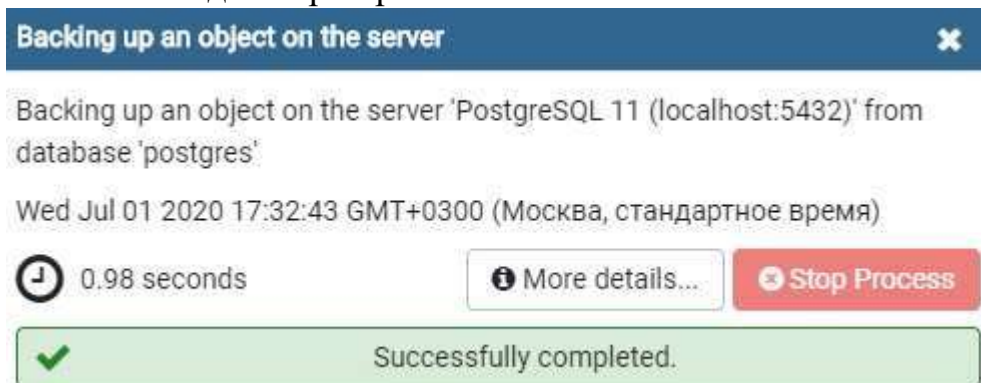 Backing up an object on the server
Backing up an object on the server 'PostgreSQL 11 (localhost:5432)' from
database 'postgres'
Wed Jul 01 2020 17:32:43 GMT+0300 (Москва, стандартное время)
0.98 seconds
More details...
Stop Process
Successfully completed.